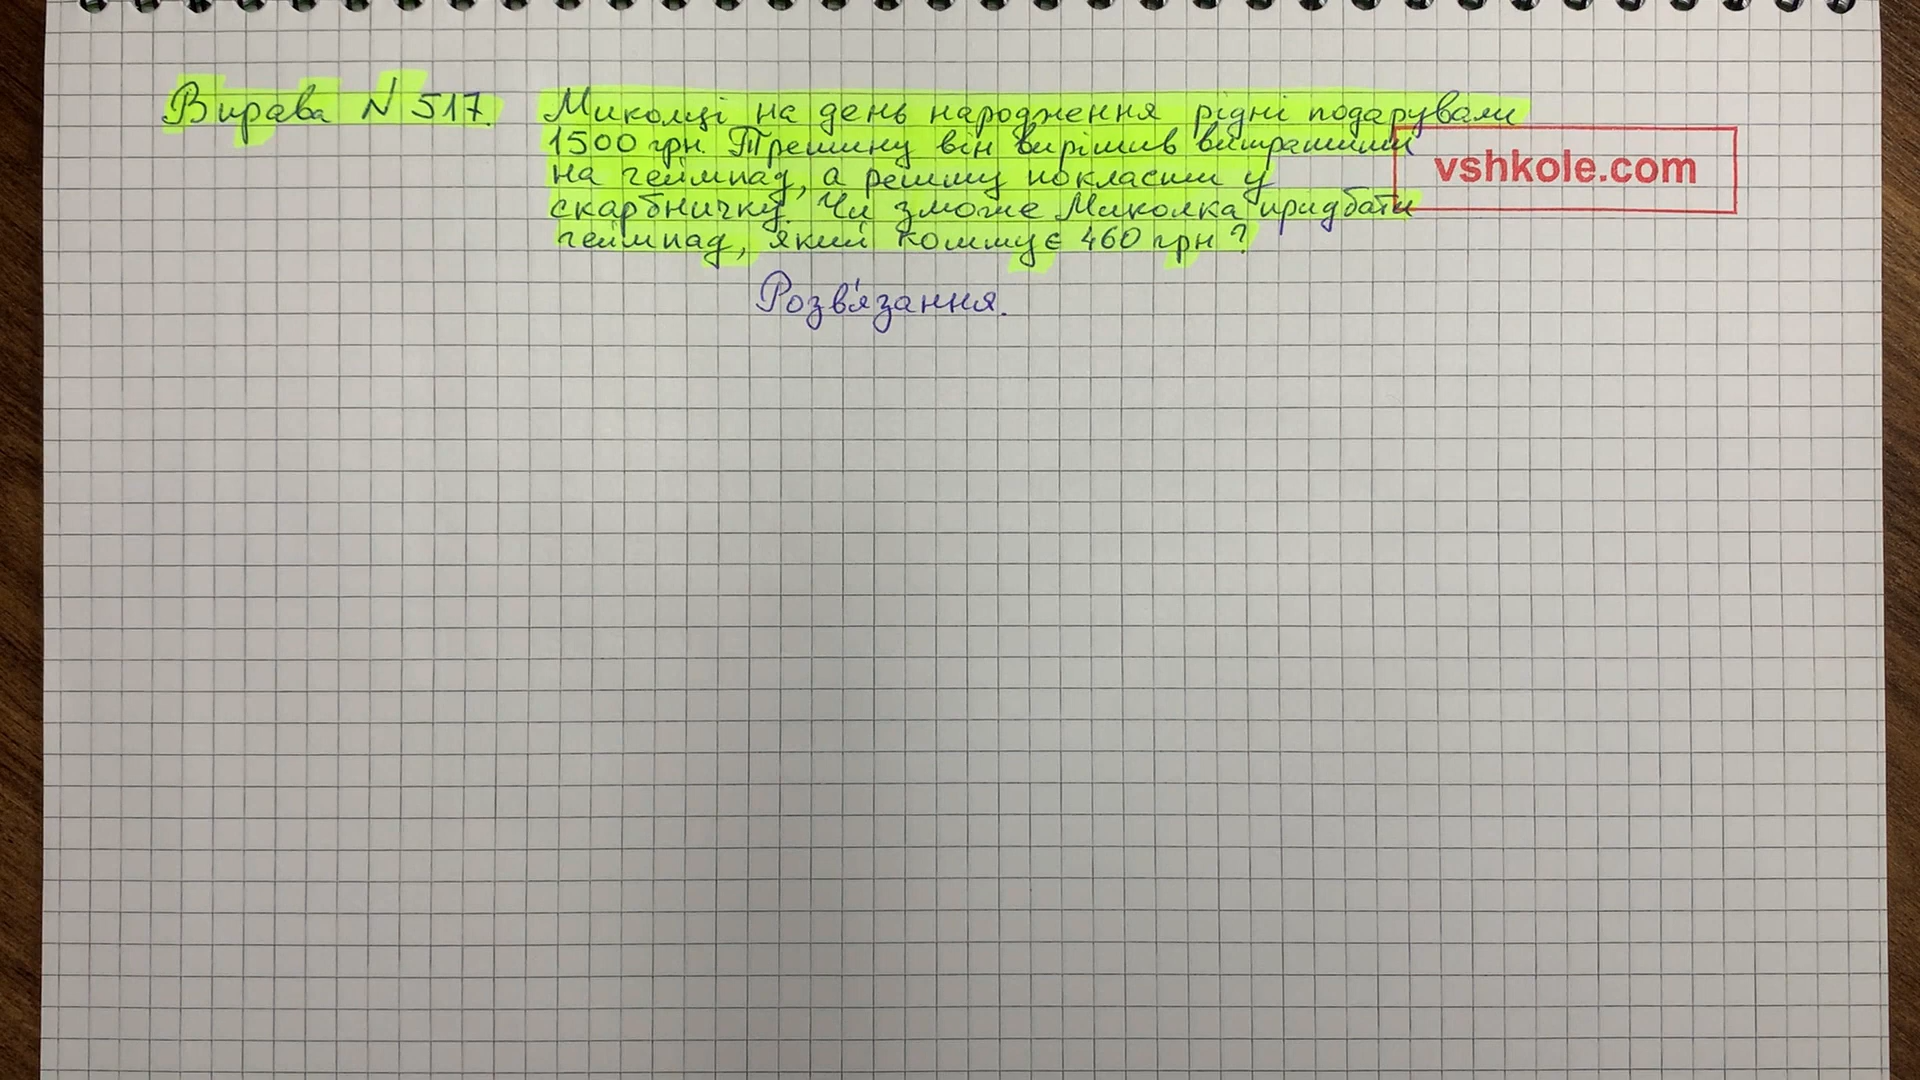 Вправа N 517. Миколці на день народження рідні подарували
1500 грн. Третину він вирішив витратити
на геймпад, а решту покласти у
скарбничку. Чи зможе Миколка придбати
геймпад, який коштує 460 грн?
vshkole.com
Розв'язання.